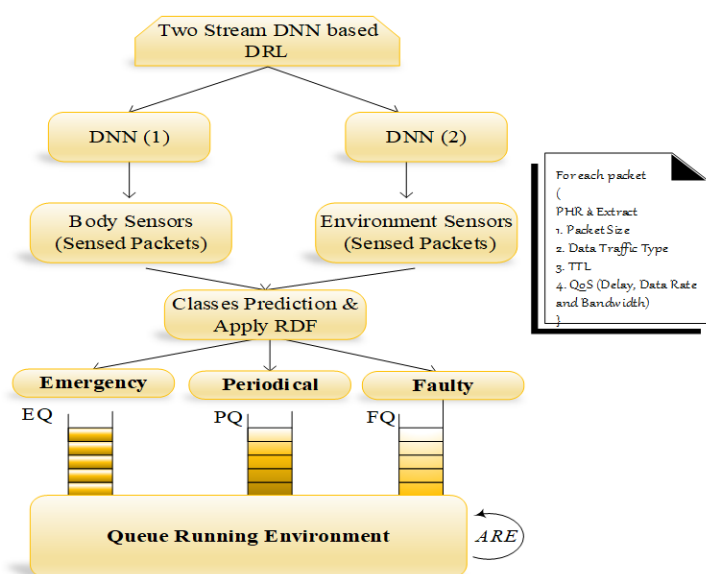 Two Stream DNN based
DRL
DNN (1)
DNN (2)
Body Sensors
(Sensed Packets)
Environment Sensors
(Sensed Packets)
For each packet
(
PHR & Extract
1. Packet Size
2. Data Traffic Type
3. TTL
4. QoS (Delay, Data Rate
and Bandwidth)
}
Classes Prediction &
Apply RDF
Emergency
Periodical
Faulty
EQ
PQ
FQ
Queue Running Environment
ARE